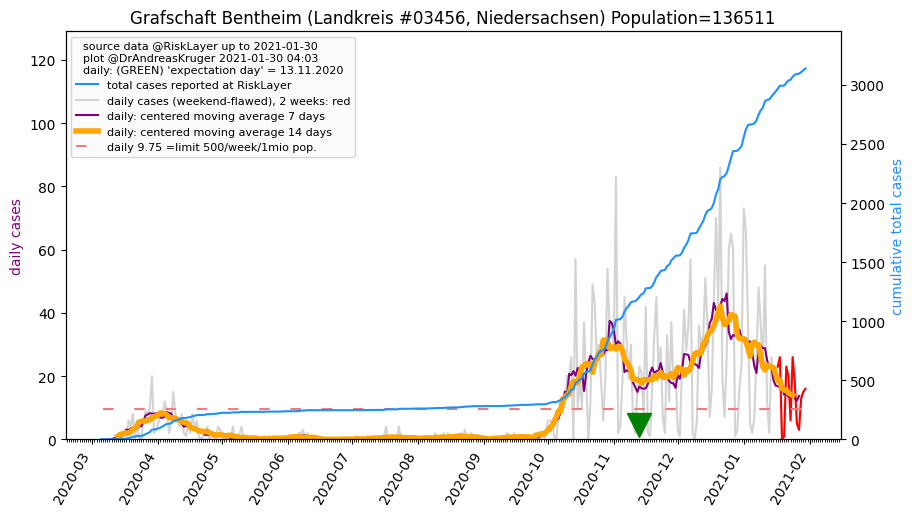 Grafschaft Bentheim (Landkreis #03456, Niedersachsen) Population=136511
source data @RiskLayer up to 2021-01-30
plot @DrAndreasKruger 2021-01-30 04:03
daily: (GREEN) 'expectation day' = 13.11.2020
total cases reported at RiskLayer
daily cases (weekend-flawed), 2 weeks: red
daily: centered moving average 7 days
daily: centered moving average 14 days
daily 9.75 =limit 500/week/1mio pop.
daily cases
120
100
80
60
40
20
0
cumulative total cases
3000
2500
2000
1500
1000
500
0
2020-03
2020-04
2020-05
2020-06
2020-07
2020-08
2020-09
2020-10
2020-11
2020-12
2021-01
2021-02